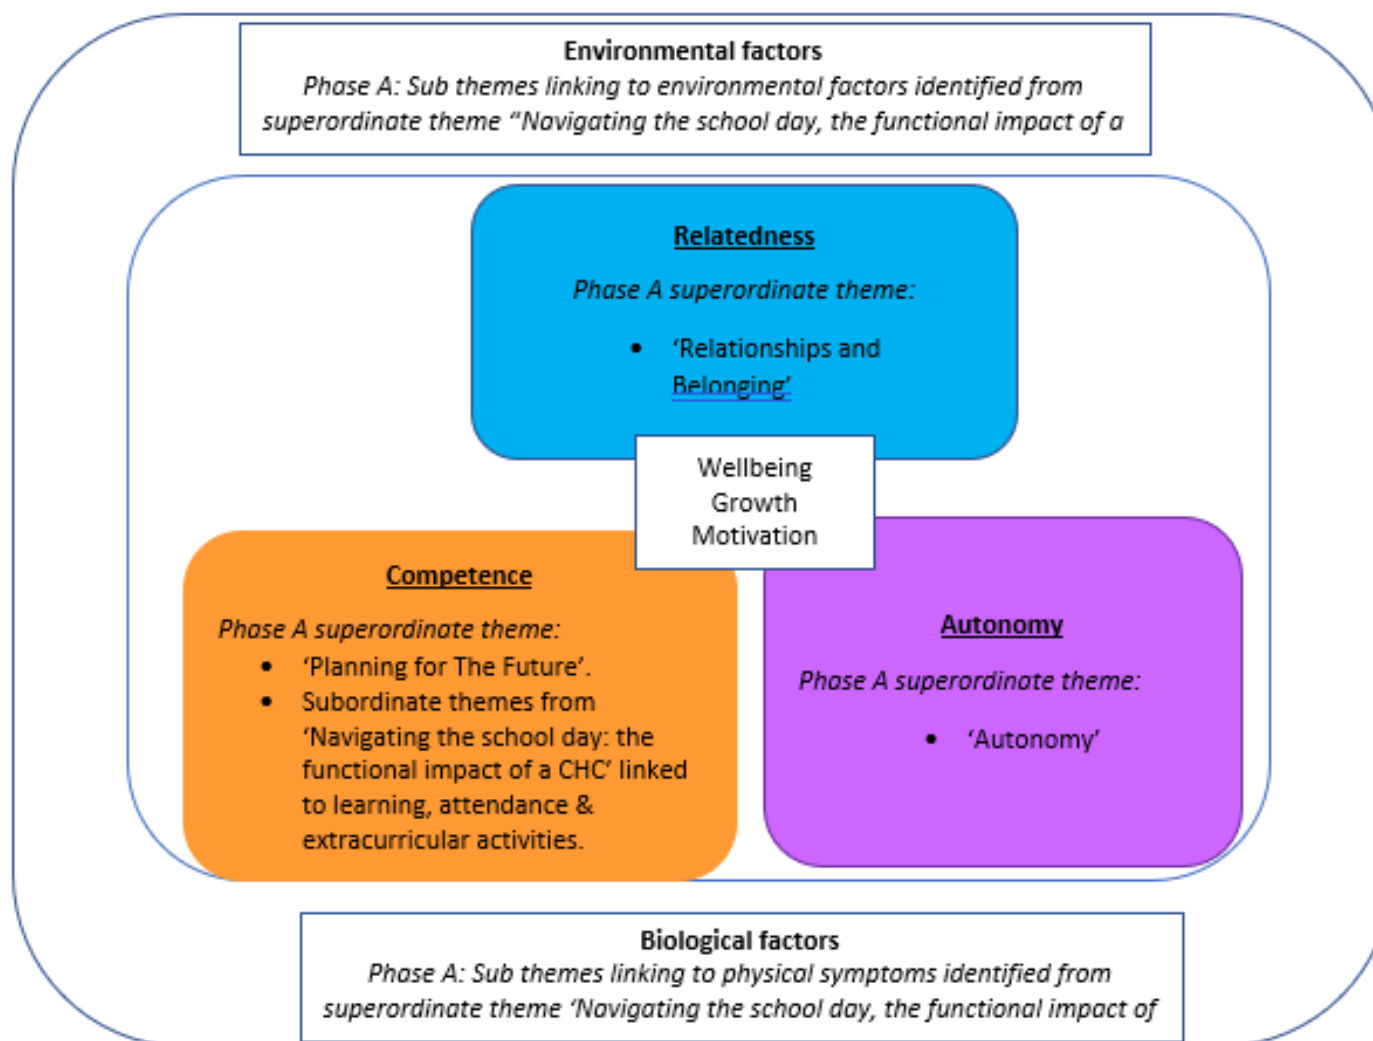 Environmental factors
Phase A: Sub themes linking to environmental factors identified from
superordinate theme “Navigating the school day, the functional impact of a
Relatedness
Phase A superordinate theme:
• ‘Relationships and
Belonging’
Wellbeing
Growth
Motivation
Competence
Phase A superordinate theme:
• ‘Planning for The Future’.
• Subordinate themes from
‘Navigating the school day: the
functional impact of a CHC’ linked
to learning, attendance &
extracurricular activities.
Autonomy
Phase A superordinate theme:
• ‘Autonomy’
Biological factors
Phase A: Sub themes linking to physical symptoms identified from
superordinate theme ‘Navigating the school day, the functional impact of